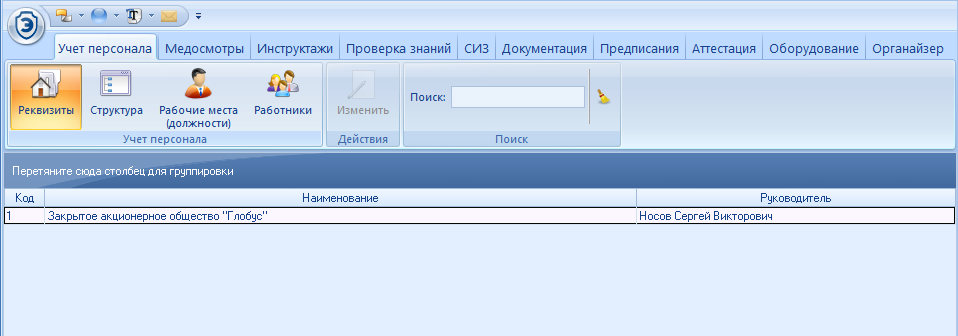 Э
Учет персонала Медосмотры Инструктажи Проверка знаний СИЗ Документация Предписания Аттестация Оборудование Органайзер
Реквизиты Структура Рабочие места (должности) Работники Изменить Поиск:
Учет персонала Действия Поиск
Перетяните сюда столбец для группировки
Код Наименование Руководитель
1 Закрытое акционерное общество "Глобус" Носов Сергей Викторович